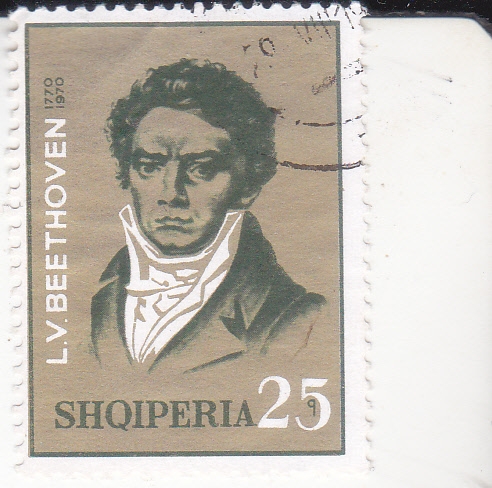 L.V. BEETHOVEN 1770
1970
SHQIPERIA 25
q